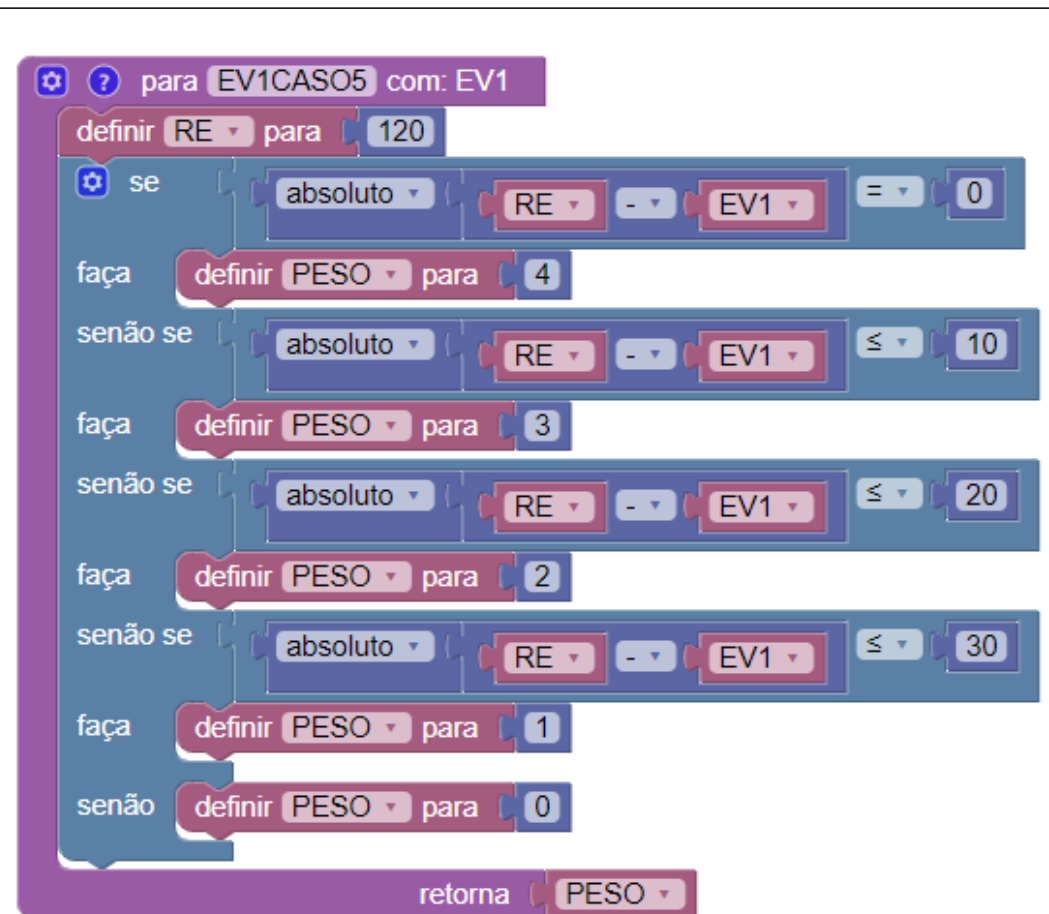 para EV1CASO5 com: EV1
definir RE para 120
se absoluto RE - EV1 = 0
faça definir PESO para 4
senão se absoluto RE - EV1 ≤ 10
faça definir PESO para 3
senão se absoluto RE - EV1 ≤ 20
faça definir PESO para 2
senão se absoluto RE - EV1 ≤ 30
faça definir PESO para 1
senão definir PESO para 0
retorna PESO